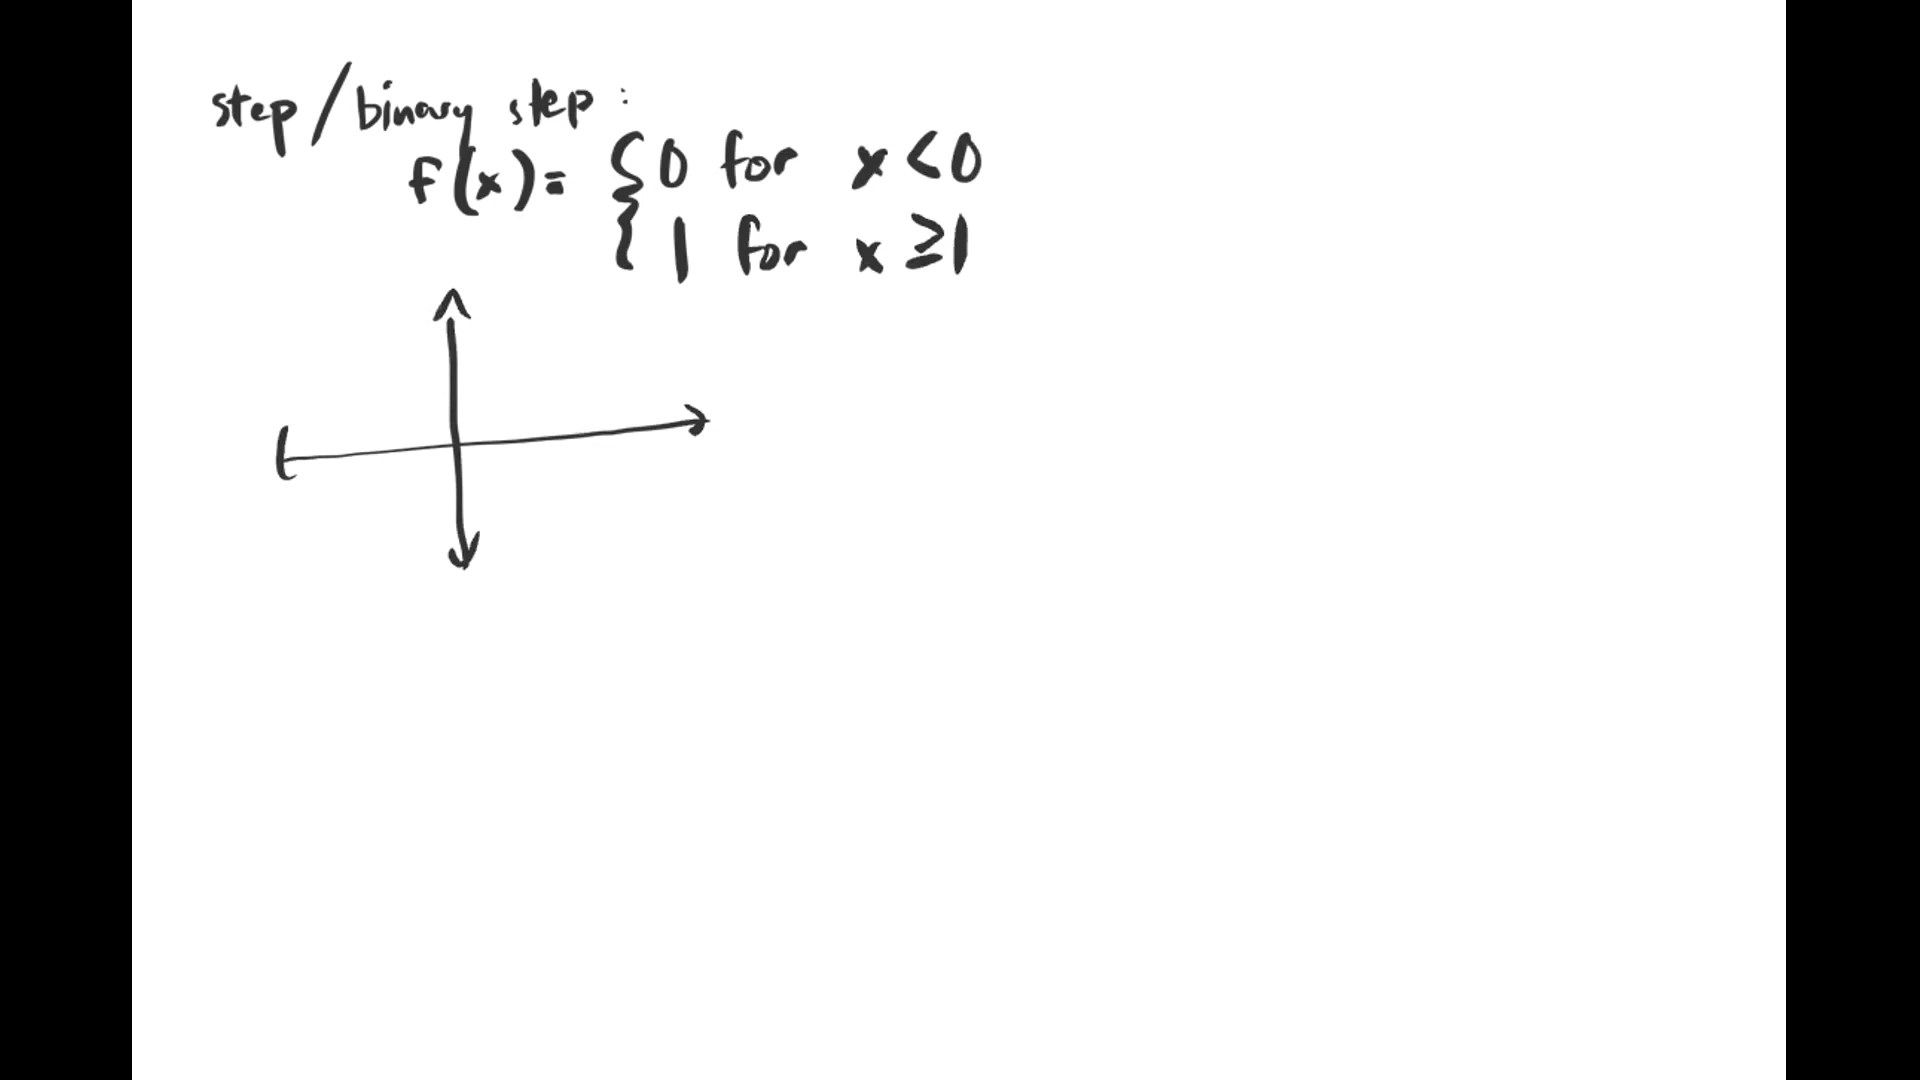 step/binary step:
f(x)= {0 for x<0
{ 1 for x≥1